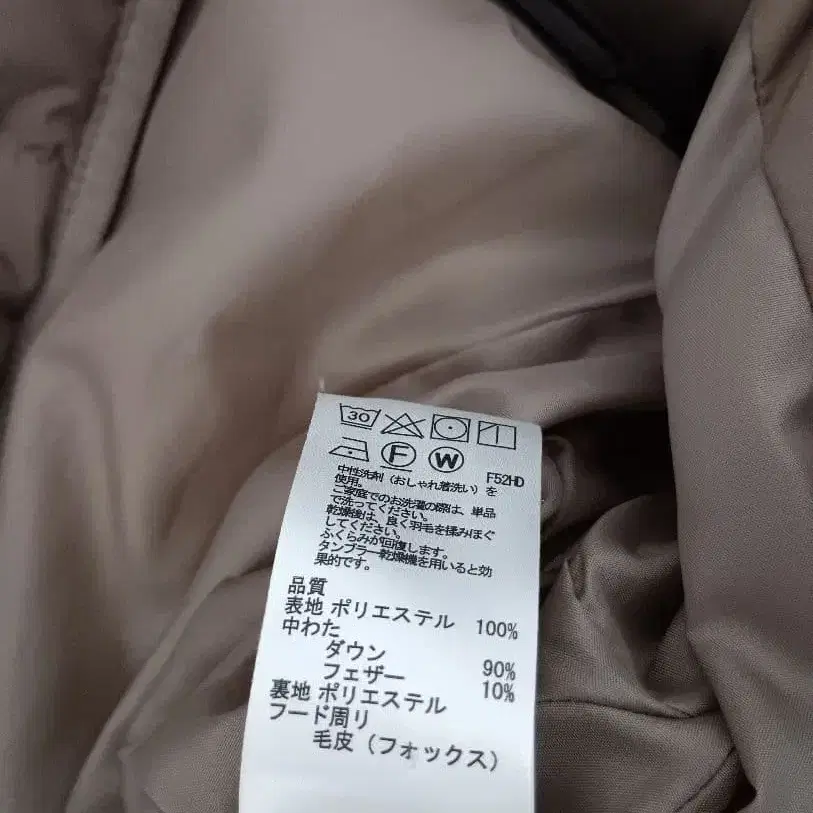 30
F W F52HD
中性洗剤（おしゃれ着洗い）を
使用。
ご家庭でのお洗濯の際は、単品
で洗ってください。
乾燥後は、良く羽毛を揉みほぐ
してください。
ふくらみが回復します。
タンブラー乾燥機を用いると効
果的です。
品質
表地 ポリエステル 100%
中わた
ダウン 90%
フェザー 10%
裏地 ポリエステル
フード周リ
毛皮（フォックス）